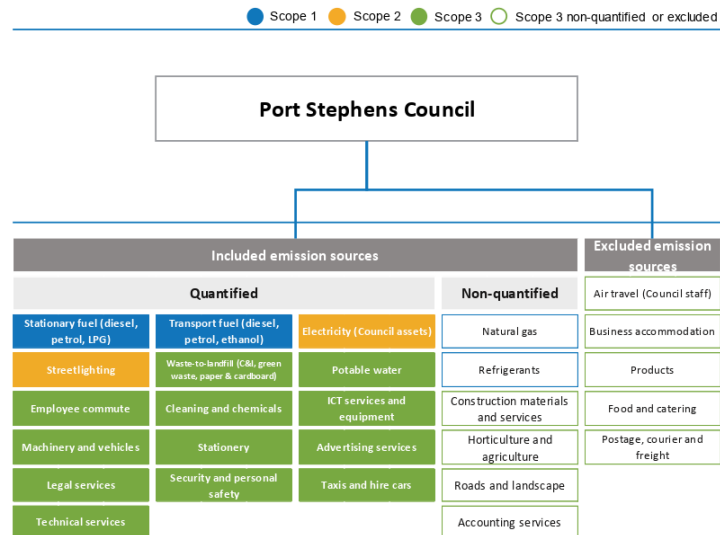 Scope 1 Scope 2 Scope 3 Scope 3 non-quantified or excluded
Port Stephens Council
Included emission sources
Excluded emission
sources
Quantified
Non-quantified
Air travel (Council staff)
Stationary fuel (diesel,
petrol, LPG)
Transport fuel (diesel,
petrol, ethanol)
Electricity (Council assets)
Natural gas
Business accommodation
Streetlighting
Waste-to-landfill (C&I, green
waste, paper & cardboard)
Potable water
Refrigerants
Products
Employee commute
Cleaning and chemicals
ICT services and
equipment
Construction materials
and services
Food and catering
Machinery and vehicles
Stationery
Advertising services
Horticulture and
agriculture
Postage, courier and
freight
Legal services
Security and personal
safety
Taxis and hire cars
Roads and landscape
Technical services
Accounting services